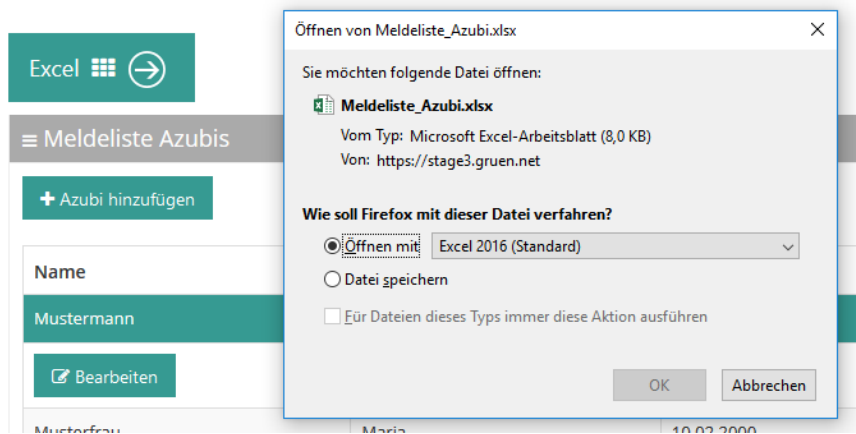 Öffnen von Meldeliste_Azubi.xlsx
Sie möchten folgende Datei öffnen:
Meldeliste_Azubi.xlsx
Vom Typ: Microsoft Excel-Arbeitsblatt (8,0 KB)
Von: https://stage3.gruen.net
Wie soll Firefox mit dieser Datei verfahren?
Öffnen mit Excel 2016 (Standard)
Datei speichern
Für Dateien dieses Typs immer diese Aktion ausführen
OK Abbrechen
Excel
Meldeliste Azubis
Azubi hinzufügen
Name
Mustermann
Bearbeiten
Musterfrau Maria 10.02.2000